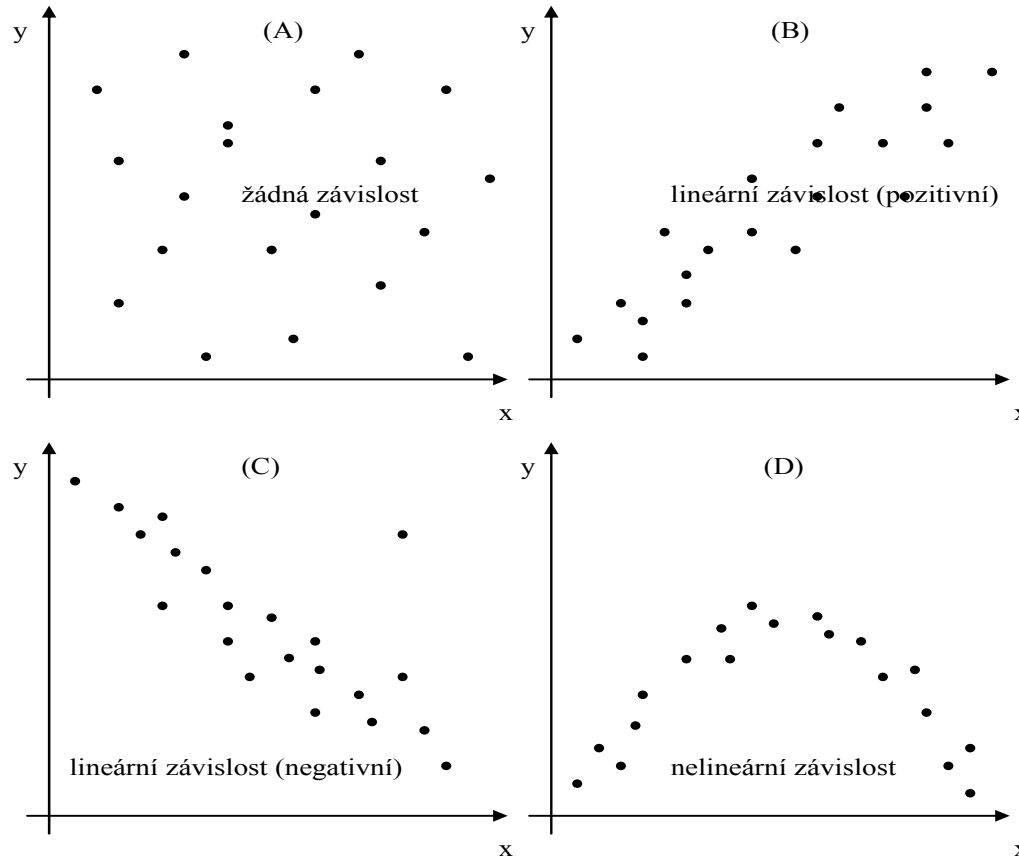 y
(A)
žádná závislost
x
y
(B)
lineární závislost (pozitivní)
x
y
(C)
lineární závislost (negativní)
x
y
(D)
nelineární závislost
x